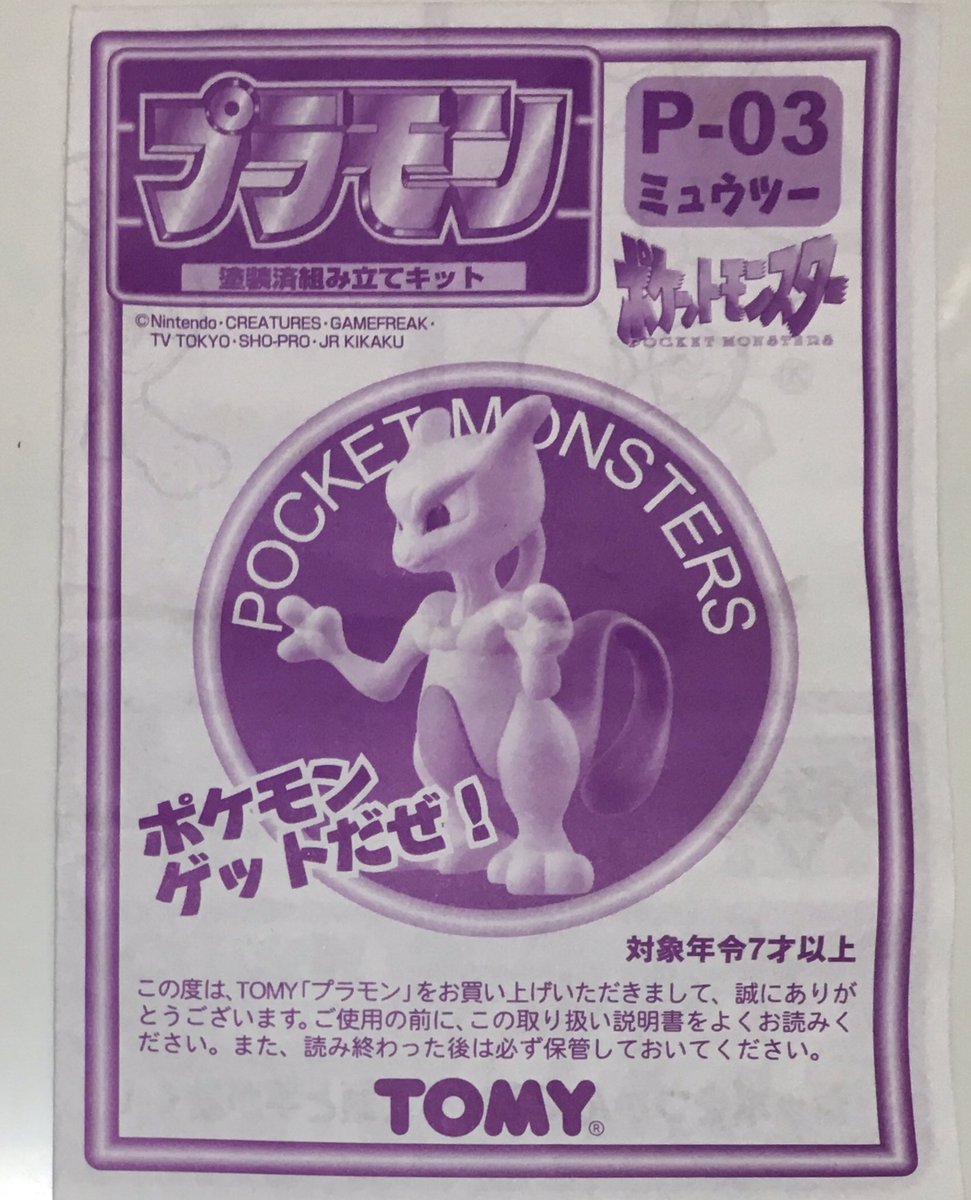 プラモン
塗装済組み立てキット
P-03
ミュウツー
ポケットモンスター
POCKET MONSTERS
©Nintendo・CREATURES・GAMEFREAK・
TV TOKYO・SHO-PRO・JR KIKAKU
POCKET MONSTERS
ポケモン
ゲットだぜ!
対象年令7才以上
この度は、TOMY「プラモン」をお買い上げいただきまして、誠にありが
とうございます。ご使用の前に、この取り扱い説明書をよくお読みく
ださい。また、読み終わった後は必ず保管しておいてください。
TOMY®